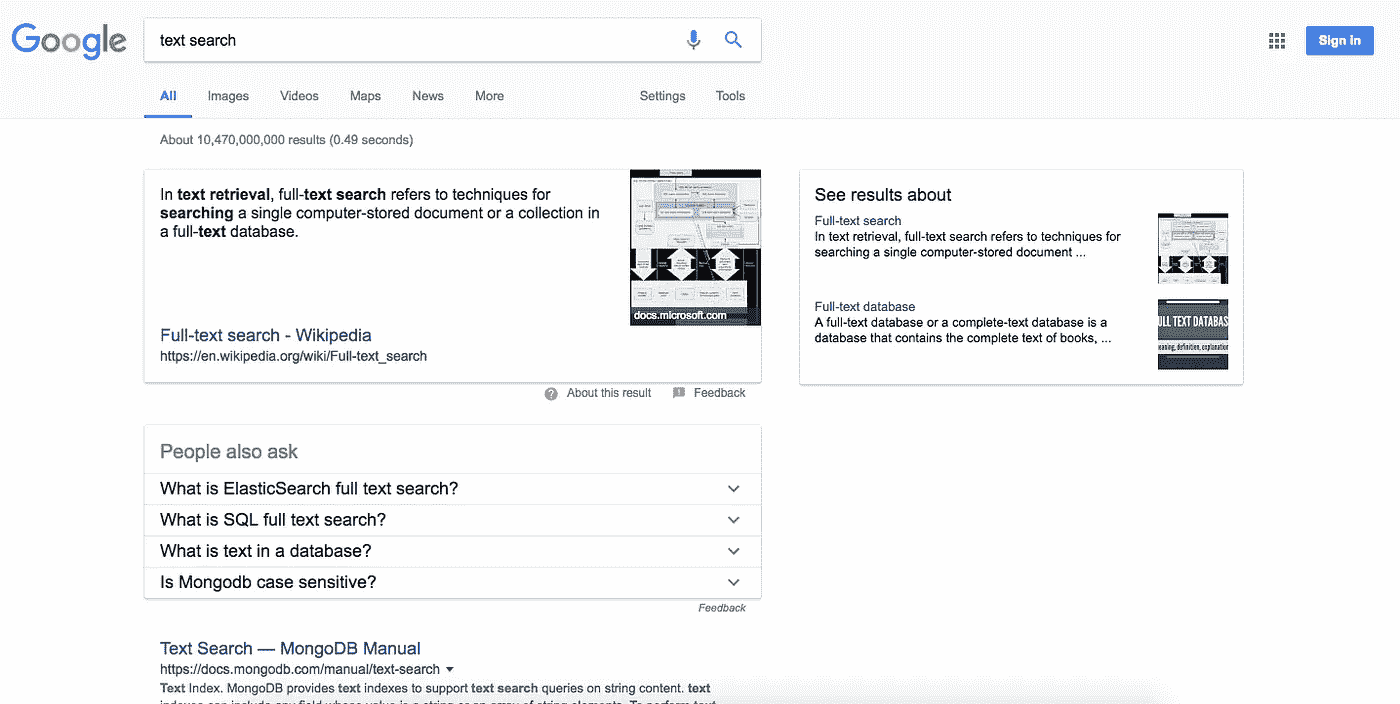 Google
text search
Sign in
All Images Videos Maps News More Settings Tools
About 10,470,000,000 results (0.49 seconds)
In text retrieval, full-text search refers to techniques for
searching a single computer-stored document or a collection in
a full-text database.
docs.microsoft.com
Full-text search - Wikipedia
https://en.wikipedia.org/wiki/Full-text_search
About this result Feedback
See results about
Full-text search
In text retrieval, full-text search refers to techniques for
searching a single computer-stored document ...
Full-text database
A full-text database or a complete-text database is a
database that contains the complete text of books, ...
ULL TEXT DATABAS
eaning, definition, explanation
People also ask
What is ElasticSearch full text search?
What is SQL full text search?
What is text in a database?
Is Mongodb case sensitive?
Feedback
Text Search — MongoDB Manual
https://docs.mongodb.com/manual/text-search
Text Index. MongoDB provides text indexes to support text search queries on string content. text